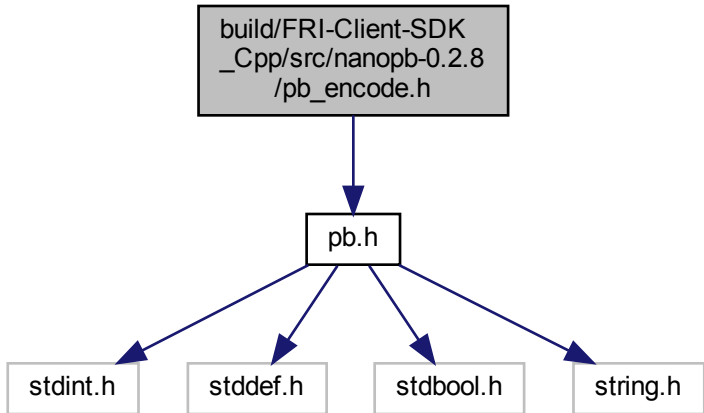 build/FRI-Client-SDK
_Cpp/src/nanopb-0.2.8
/pb_encode.h
pb.h
stdint.h
stddef.h
stdbool.h
string.h